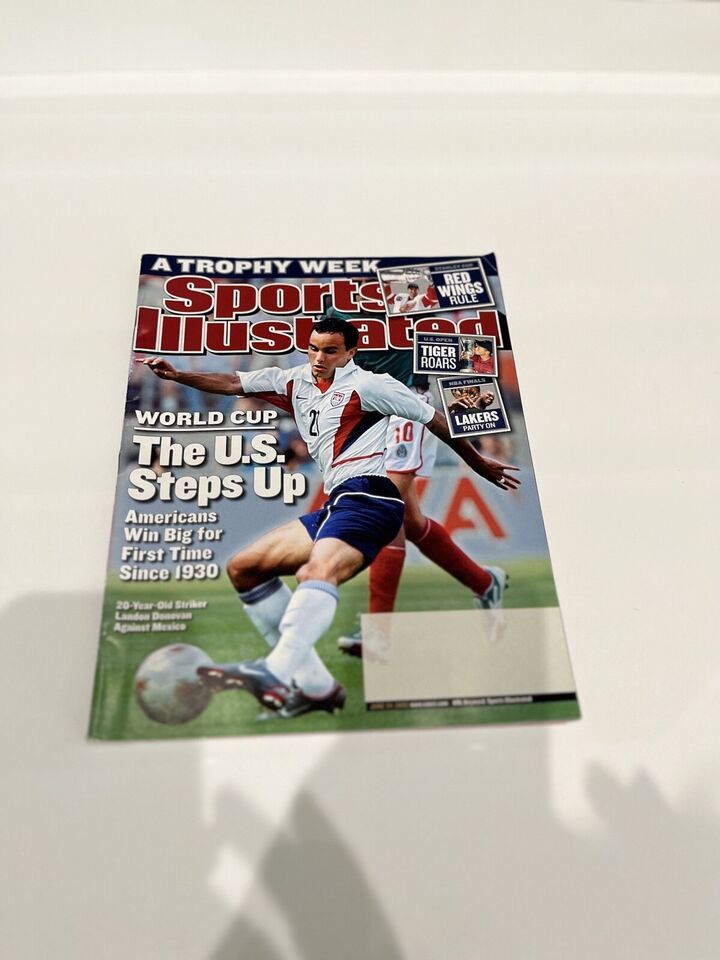 A TROPHY WEEK
Sports
Illustrated
STANLEY CUP
RED
WINGS
RULE
U.S. OPEN
TIGER
ROARS
NBA FINALS
LAKERS
PARTY ON
WORLD CUP
The U.S.
Steps Up
Americans
Win Big for
First Time
Since 1930
20-Year-Old Striker
Landon Donovan
Against Mexico
21
10